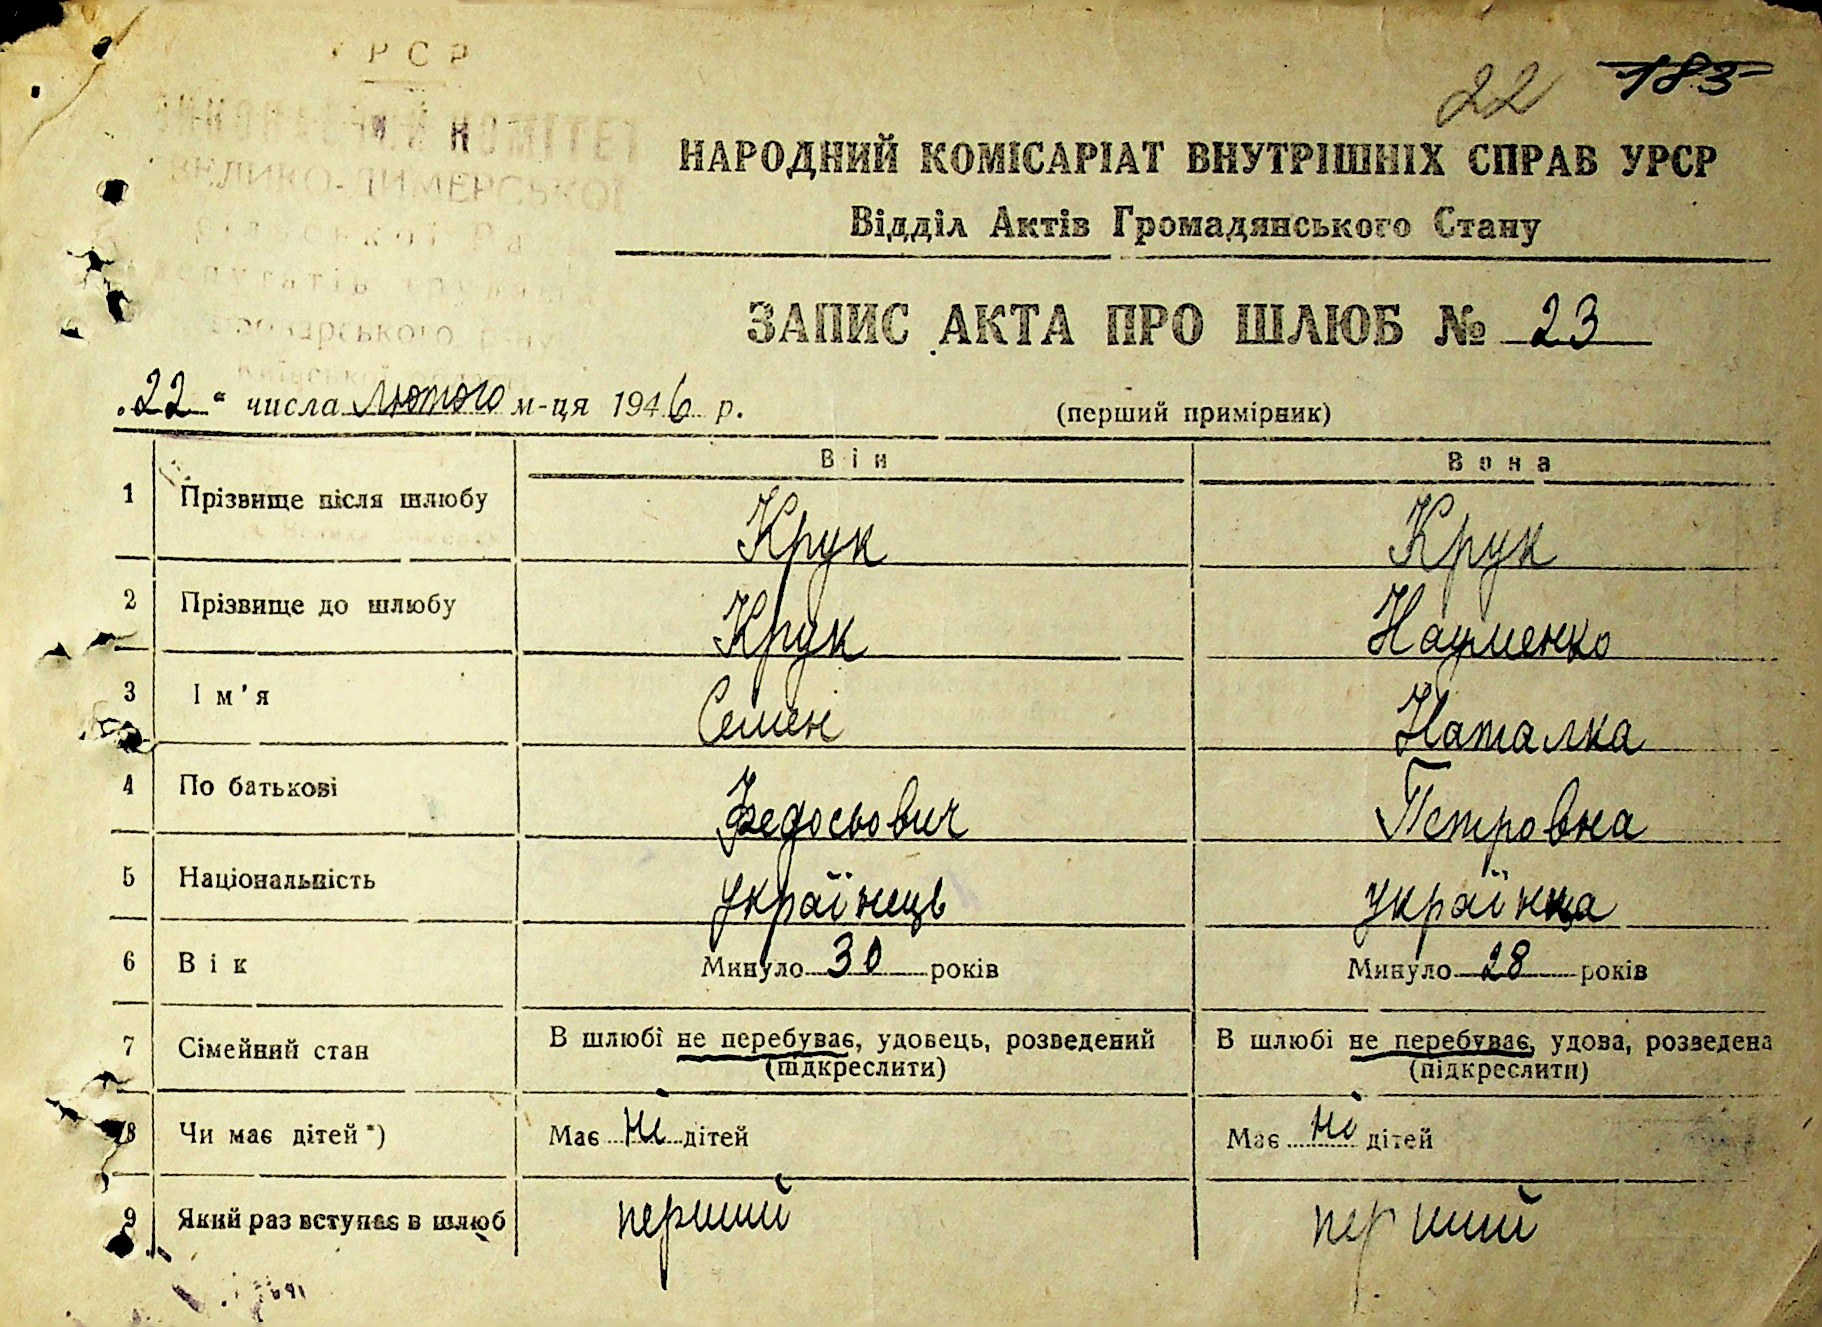 УРСР
ВИКОНАВЧИЙ КОМІТЕТ
ВЕЛИКО-ДИМЕРСЬКОЇ
22 183
НАРОДНИЙ КОМІСАРІАТ ВНУТРІШНІХ СПРАВ УРСР
Відділ Актів Громадянського Стану
ЗАПИС АКТА ПРО ШЛЮБ № 23
„22“ числа лютого м-ця 1946 р. (перший примірник)
Він Вона
1 Прізвище після шлюбу Крук Крук
2 Прізвище до шлюбу Крук Науменко
3 Ім'я Семен Наталка
4 По батькові Федосьович Петровна
5 Національність українець українка
6 Вік Минуло 30 років Минуло 28 років
7 Сімейний стан В шлюбі не перебуває, удовець, розведений В шлюбі не перебуває, удова, розведена
(підкреслити) (підкреслити)
8 Чи має дітей*) Має ні дітей Має ні дітей
9 Який раз вступає в шлюб перший перший